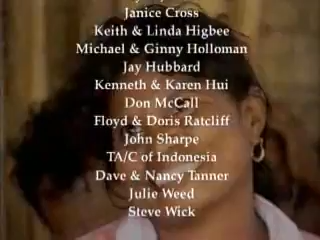 Janice Cross
Keith & Linda Higbee
Michael & Ginny Holloman
Jay Hubbard
Kenneth & Karen Hui
Don McCall
Floyd & Doris Ratcliff
John Sharpe
TA/C of Indonesia
Dave & Nancy Tanner
Julie Weed
Steve Wick